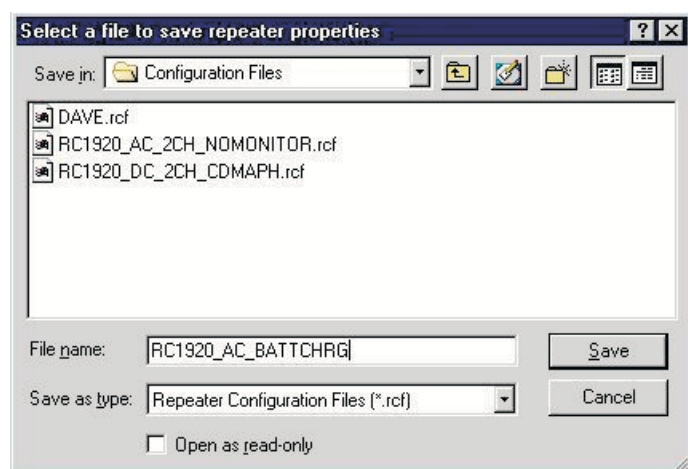 Select a file to save repeater properties
Save in: Configuration Files
DAVE.rcf
RC1920_AC_2CH_NOMONITOR.rcf
RC1920_DC_2CH_CDMAPH.rcf
File name: RC1920_AC_BATTCHRG Save
Save as type: Repeater Configuration Files (*.rcf) Cancel
Open as read-only